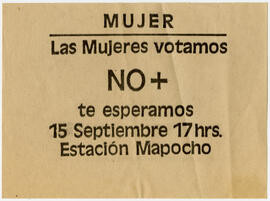 MUJER
Las Mujeres votamos
NO+
te esperamos
15 Septiembre 17 hrs.
Estación Mapocho